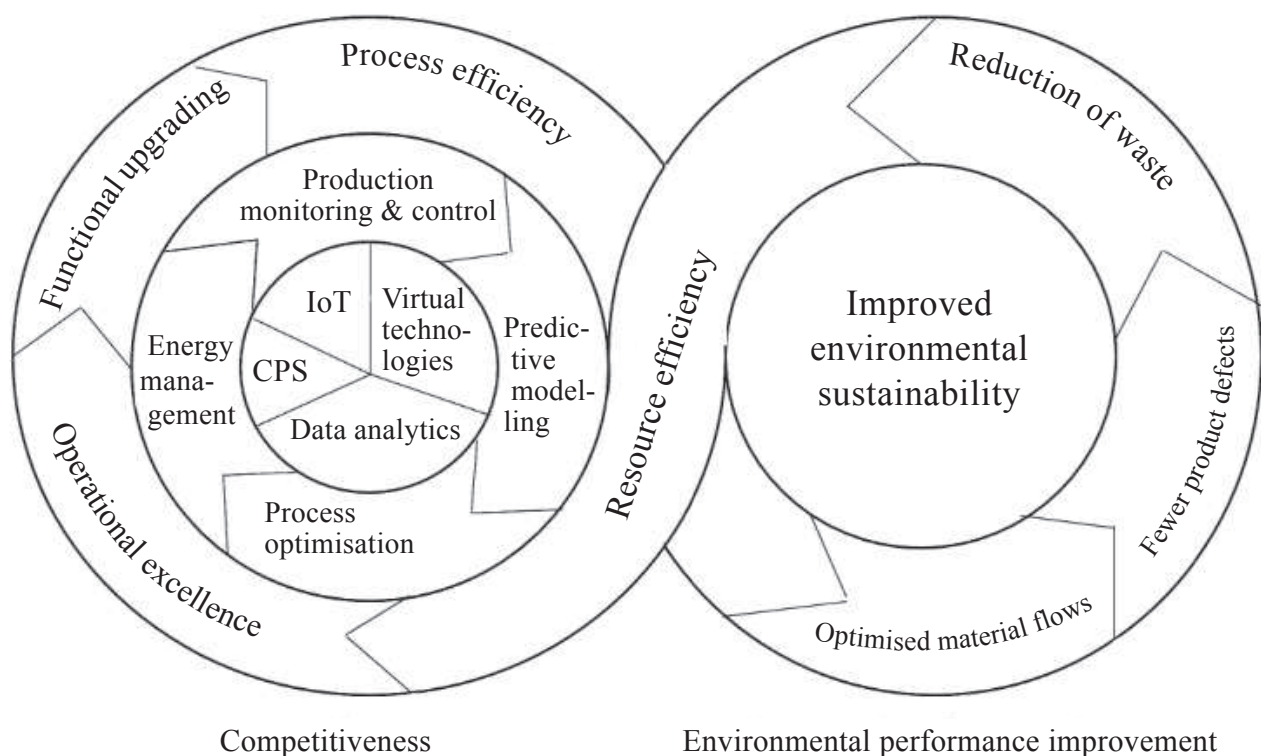 Process efficiency
Functional upgrading
Operational excellence
Resource efficiency
Production
monitoring & control
Predic-
tive
model-
ling
Process
optimisation
Energy
mana-
gement
IoT
Virtual
techno-
logies
CPS
Data analytics
Reduction of waste
Fewer product defects
Optimised material flows
Improved
environmental
sustainability
Competitiveness
Environmental performance improvement